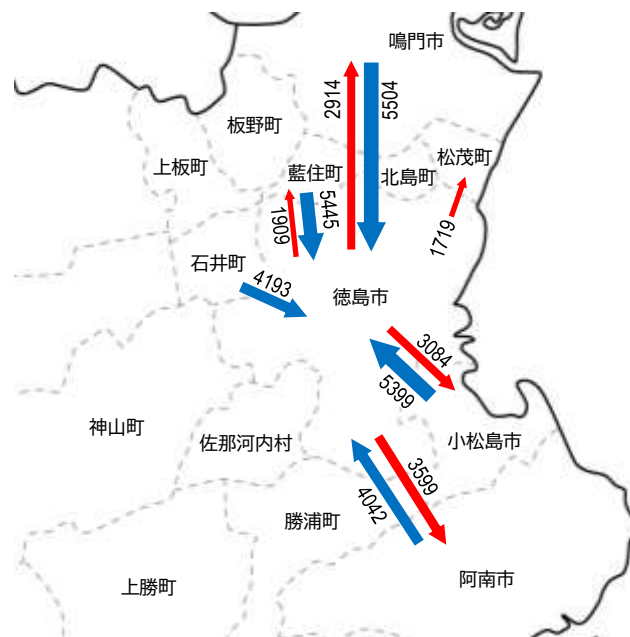 鳴門市
2914
5504
板野町
松茂町
上板町
藍住町
北島町
1909
5445
1719
石井町
4193
徳島市
3084
5399
神山町
佐那河内村
小松島市
3599
4042
勝浦町
阿南市
上勝町